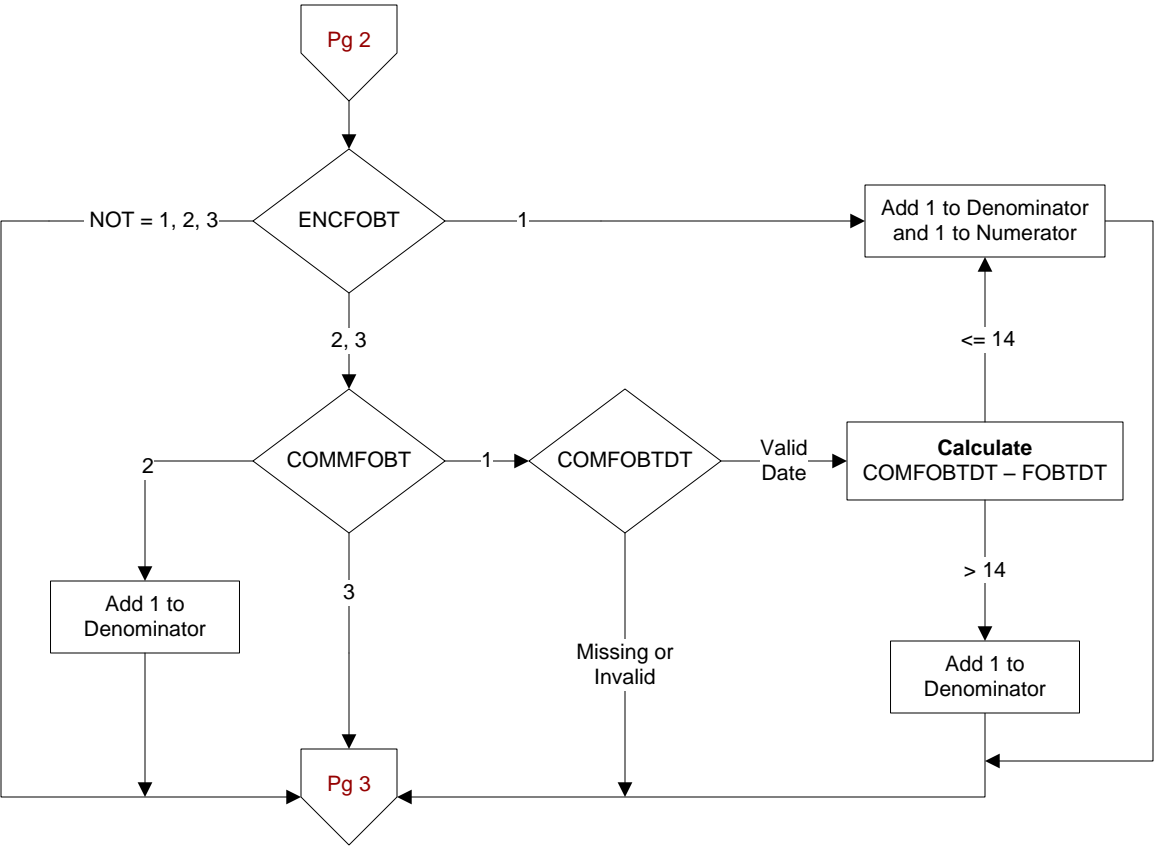 Pg 2
NOT = 1, 2, 3
ENCFOBT
1
Add 1 to Denominator
and 1 to Numerator
2, 3
<= 14
2
COMMFOBT
1
COMFOBTDT
Valid
Date
Calculate
COMFOBTDT – FOBTDT
> 14
3
Add 1 to
Denominator
Missing or
Invalid
Add 1 to
Denominator
Pg 3